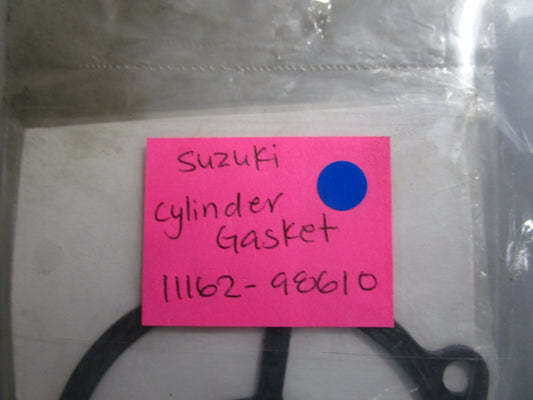 Suzuki
Cylinder
Gasket
11162-98610